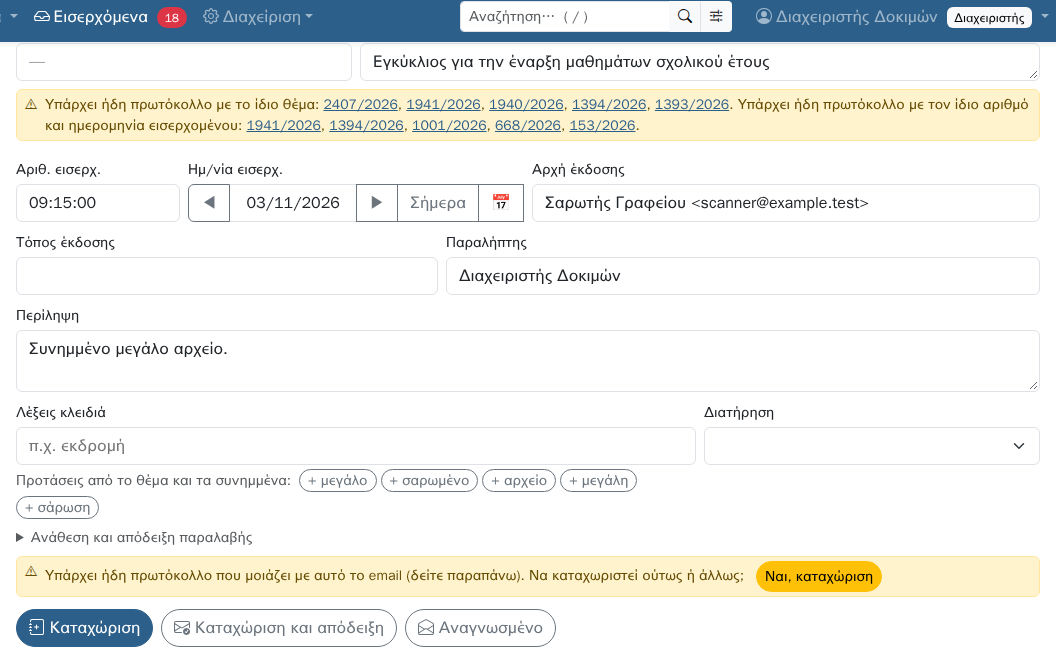 Εισερχόμενα 18 Διαχείριση Αναζήτηση… ( / ) Διαχειριστής Δοκιμών Διαχειριστής
— Εγκύκλιος για την έναρξη μαθημάτων σχολικού έτους
Υπάρχει ήδη πρωτόκολλο με το ίδιο θέμα: 2407/2026, 1941/2026, 1940/2026, 1394/2026, 1393/2026. Υπάρχει ήδη πρωτόκολλο με τον ίδιο αριθμό
και ημερομηνία εισερχομένου: 1941/2026, 1394/2026, 1001/2026, 668/2026, 153/2026.
Αριθ. εισερχ. Ημ/νία εισερχ. Αρχή έκδοσης
09:15:00 03/11/2026 Σήμερα Σαρωτής Γραφείου <scanner@example.test>
Τόπος έκδοσης Παραλήπτης
Διαχειριστής Δοκιμών
Περίληψη
Συνημμένο μεγάλο αρχείο.
Λέξεις κλειδιά Διατήρηση
π.χ. εκδρομή
Προτάσεις από το θέμα και τα συνημμένα: + μεγάλο + σαρωμένο + αρχείο + μεγάλη
+ σάρωση
Ανάθεση και απόδειξη παραλαβής
Υπάρχει ήδη πρωτόκολλο που μοιάζει με αυτό το email (δείτε παραπάνω). Να καταχωριστεί ούτως ή άλλως; Ναι, καταχώριση
Καταχώριση Καταχώριση και απόδειξη Αναγνωσμένο